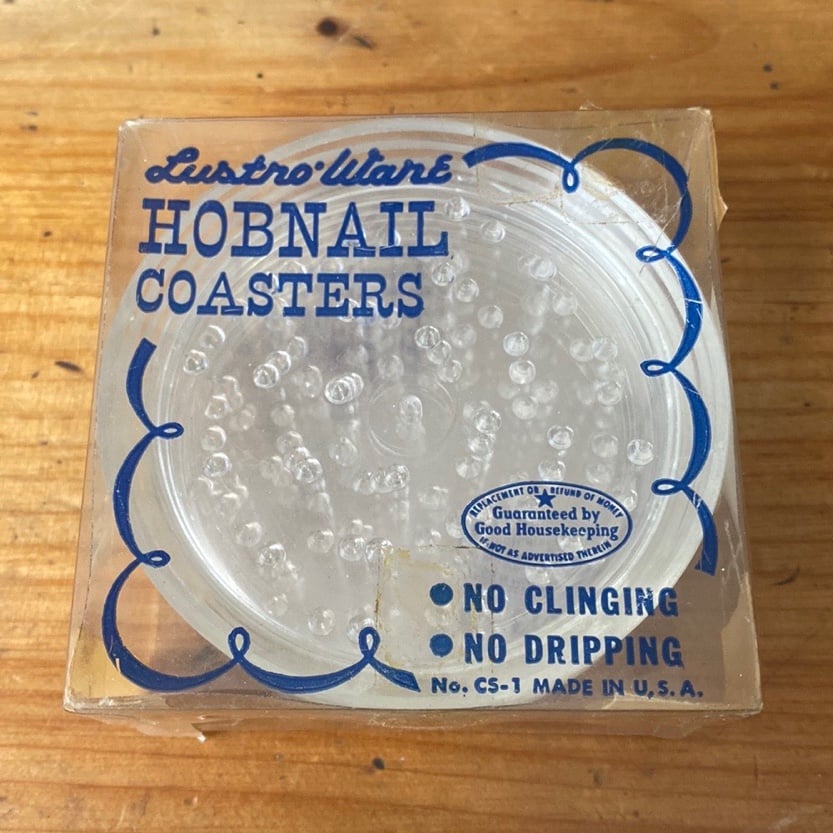 Lustro-Ware
HOBNAIL
COASTERS
REPLACEMENT OR REFUND OF MONEY
Guaranteed by
Good Housekeeping
IF NOT AS ADVERTISED THEREIN
● NO CLINGING
● NO DRIPPING
No. CS-1 MADE IN U.S.A.